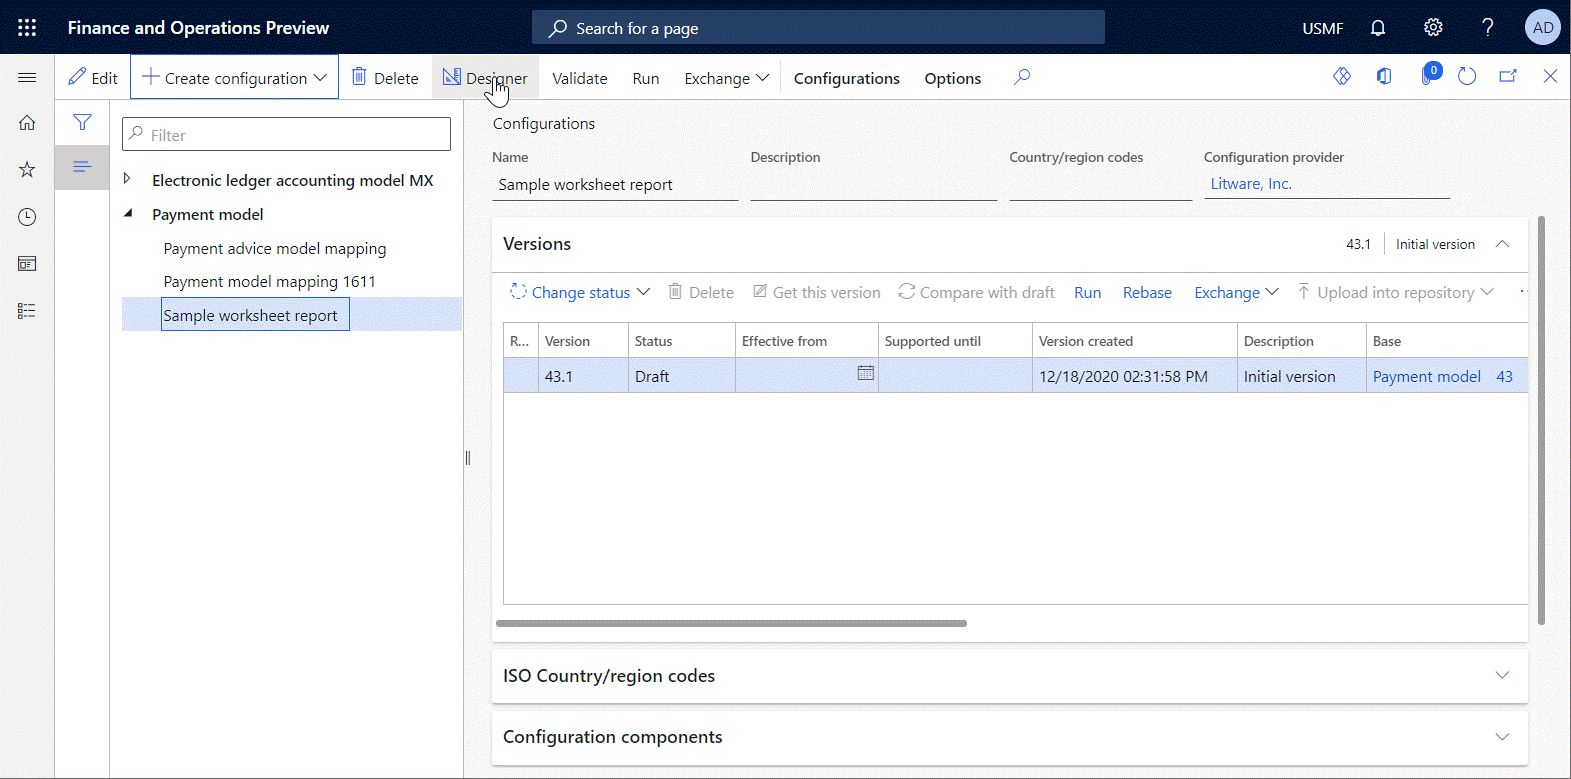 Finance and Operations Preview
Search for a page
USMF
AD
Edit
Create configuration
Delete
Designer
Validate
Run
Exchange
Configurations
Options
0
Filter
Electronic ledger accounting model MX
Payment model
Payment advice model mapping
Payment model mapping 1611
Sample worksheet report
Configurations
Name
Description
Country/region codes
Configuration provider
Sample worksheet report
Litware, Inc.
Versions
43.1
Initial version
Change status
Delete
Get this version
Compare with draft
Run
Rebase
Exchange
Upload into repository
R... Version Status Effective from Supported until Version created Description Base
43.1 Draft 12/18/2020 02:31:58 PM Initial version Payment model 43
ISO Country/region codes
Configuration components